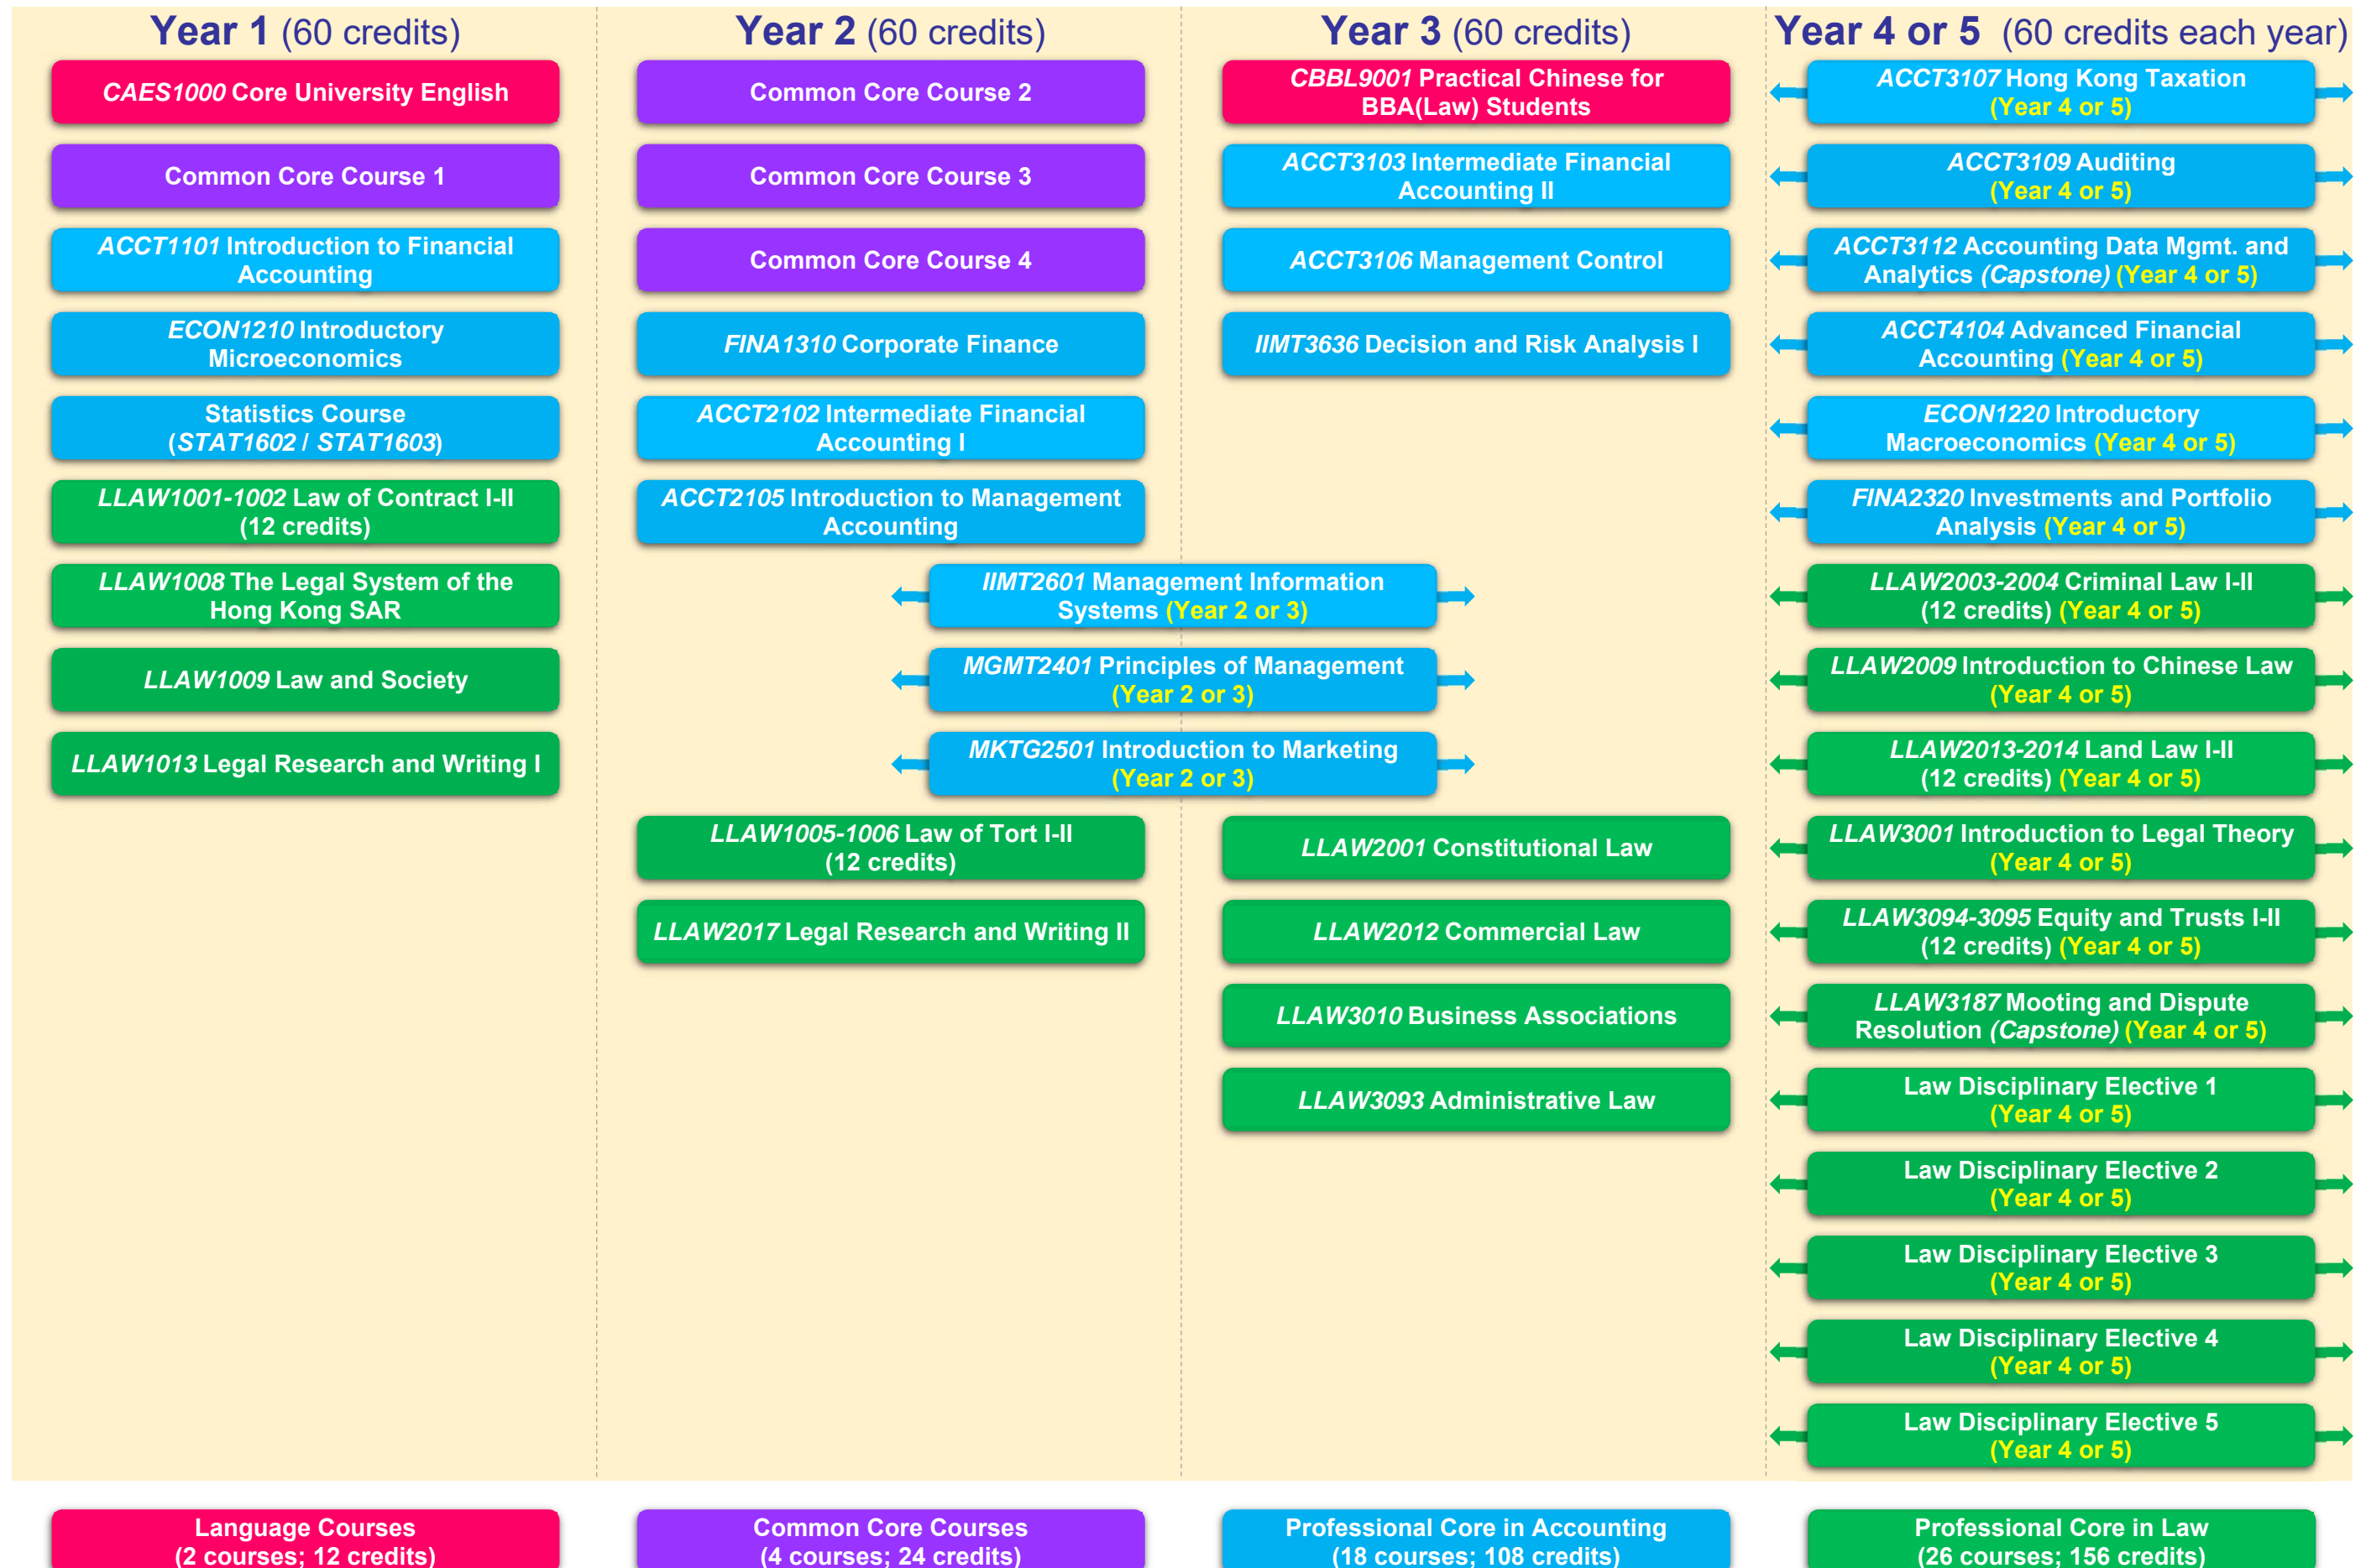 Year 1 (60 credits)
CAES1000 Core University English
Common Core Course 1
ACCT1101 Introduction to Financial
Accounting
ECON1210 Introductory
Microeconomics
Statistics Course
(STAT1602 / STAT1603)
LLAW1001-1002 Law of Contract I-II
(12 credits)
LLAW1008 The Legal System of the
Hong Kong SAR
LLAW1009 Law and Society
LLAW1013 Legal Research and Writing I
Year 2 (60 credits)
Common Core Course 2
Common Core Course 3
Common Core Course 4
FINA1310 Corporate Finance
ACCT2102 Intermediate Financial
Accounting I
ACCT2105 Introduction to Management
Accounting
IIMT2601 Management Information
Systems (Year 2 or 3)
MGMT2401 Principles of Management
(Year 2 or 3)
MKTG2501 Introduction to Marketing
(Year 2 or 3)
LLAW1005-1006 Law of Tort I-II
(12 credits)
LLAW2017 Legal Research and Writing II
Year 3 (60 credits)
CBBL9001 Practical Chinese for
BBA(Law) Students
ACCT3103 Intermediate Financial
Accounting II
ACCT3106 Management Control
IIMT3636 Decision and Risk Analysis I
LLAW2001 Constitutional Law
LLAW2012 Commercial Law
LLAW3010 Business Associations
LLAW3093 Administrative Law
Year 4 or 5 (60 credits each year)
ACCT3107 Hong Kong Taxation
(Year 4 or 5)
ACCT3109 Auditing
(Year 4 or 5)
ACCT3112 Accounting Data Mgmt. and
Analytics (Capstone) (Year 4 or 5)
ACCT4104 Advanced Financial
Accounting (Year 4 or 5)
ECON1220 Introductory
Macroeconomics (Year 4 or 5)
FINA2320 Investments and Portfolio
Analysis (Year 4 or 5)
LLAW2003-2004 Criminal Law I-II
(12 credits) (Year 4 or 5)
LLAW2009 Introduction to Chinese Law
(Year 4 or 5)
LLAW2013-2014 Land Law I-II
(12 credits) (Year 4 or 5)
LLAW3001 Introduction to Legal Theory
(Year 4 or 5)
LLAW3094-3095 Equity and Trusts I-II
(12 credits) (Year 4 or 5)
LLAW3187 Mooting and Dispute
Resolution (Capstone) (Year 4 or 5)
Law Disciplinary Elective 1
(Year 4 or 5)
Law Disciplinary Elective 2
(Year 4 or 5)
Law Disciplinary Elective 3
(Year 4 or 5)
Law Disciplinary Elective 4
(Year 4 or 5)
Law Disciplinary Elective 5
(Year 4 or 5)
Language Courses
(2 courses; 12 credits)
Common Core Courses
(4 courses; 24 credits)
Professional Core in Accounting
(18 courses; 108 credits)
Professional Core in Law
(26 courses; 156 credits)